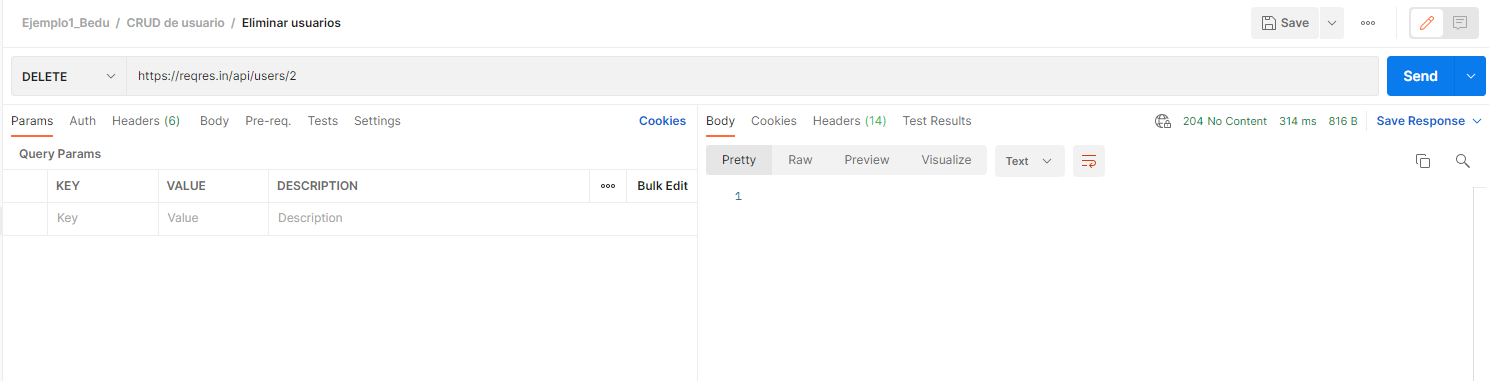 Ejemplo1_Bedu / CRUD de usuario / Eliminar usuarios
Save
DELETE
https://reqres.in/api/users/2
Send
Params Auth Headers (6) Body Pre-req. Tests Settings Cookies
Body Cookies Headers (14) Test Results
204 No Content 314 ms 816 B Save Response
Query Params
Pretty Raw Preview Visualize Text
KEY VALUE DESCRIPTION Bulk Edit
Key Value Description
1